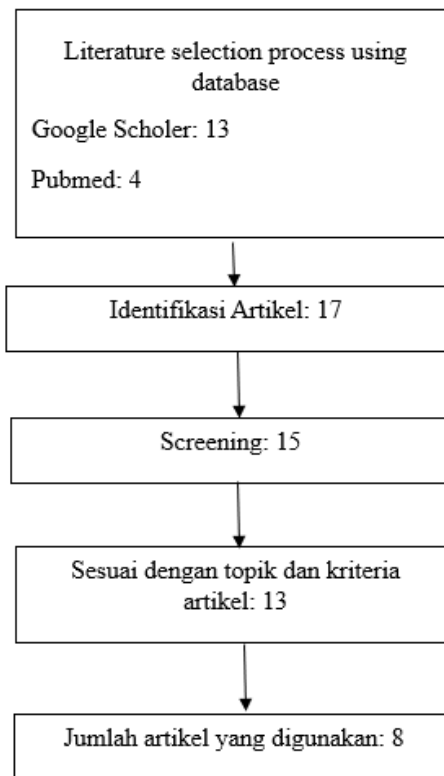 Literature selection process using
database
Google Scholer: 13
Pubmed: 4
Identifikasi Artikel: 17
Screening: 15
Sesuai dengan topik dan kriteria
artikel: 13
Jumlah artikel yang digunakan: 8